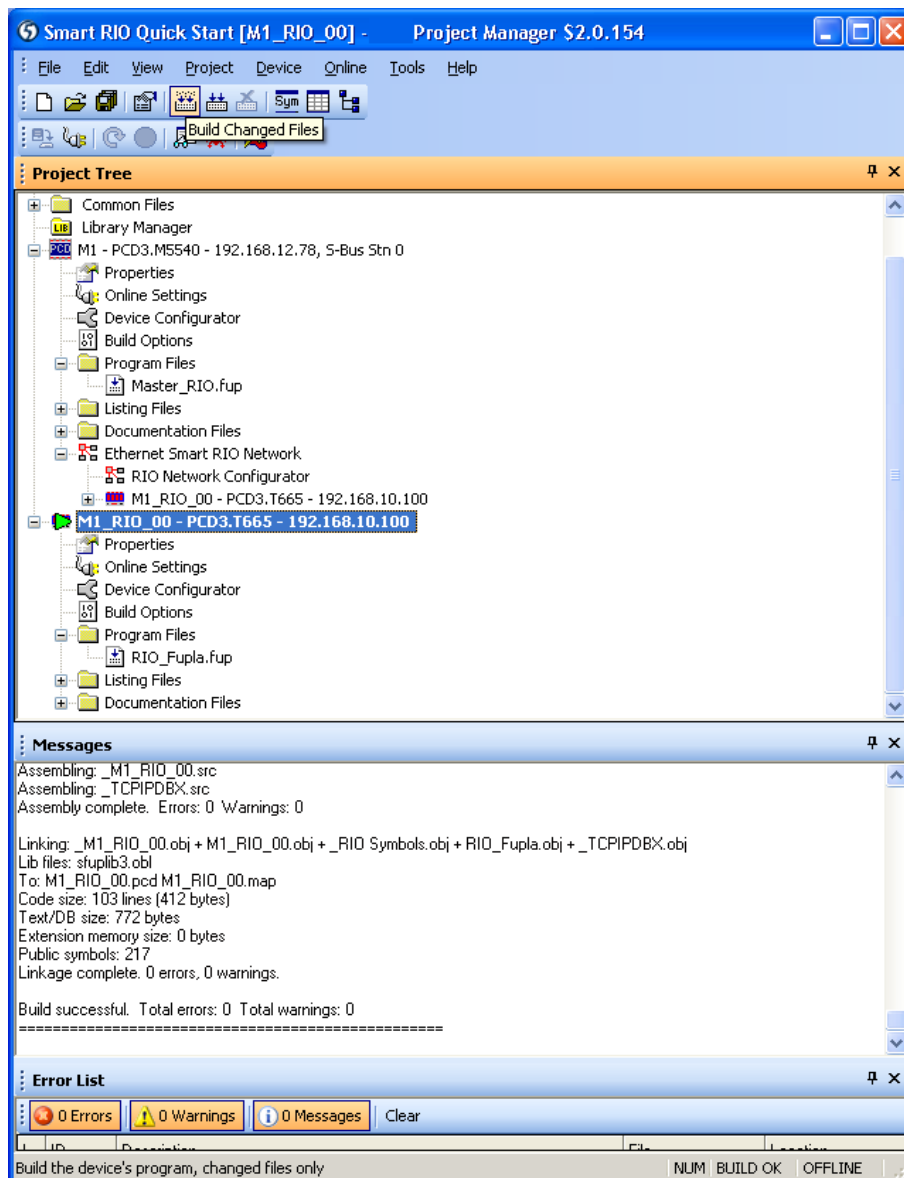 Smart RIO Quick Start [M1_RIO_00] - Project Manager $2.0.154
File Edit View Project Device Online Tools Help
Sym
Build Changed Files
Project Tree
Common Files
LIB Library Manager
PCD M1 - PCD3.M5540 - 192.168.12.78, S-Bus Stn 0
Properties
Online Settings
Device Configurator
Build Options
Program Files
Master_RIO.fup
Listing Files
Documentation Files
Ethernet Smart RIO Network
RIO Network Configurator
M1_RIO_00 - PCD3.T665 - 192.168.10.100
M1_RIO_00 - PCD3.T665 - 192.168.10.100
Properties
Online Settings
Device Configurator
Build Options
Program Files
RIO_Fupla.fup
Listing Files
Documentation Files
Messages
Assembling: _M1_RIO_00.src
Assembling: _TCPIPDBX.src
Assembly complete. Errors: 0 Warnings: 0
Linking: _M1_RIO_00.obj + M1_RIO_00.obj + _RIO Symbols.obj + RIO_Fupla.obj + _TCPIPDBX.obj
Lib files: sfuplib3.obl
To: M1_RIO_00.pcd M1_RIO_00.map
Code size: 103 lines (412 bytes)
Text/DB size: 772 bytes
Extension memory size: 0 bytes
Public symbols: 217
Linkage complete. 0 errors, 0 warnings.
Build successful. Total errors: 0 Total warnings: 0
==================================================
Error List
0 Errors 0 Warnings 0 Messages Clear
Build the device's program, changed files only NUM BUILD OK OFFLINE